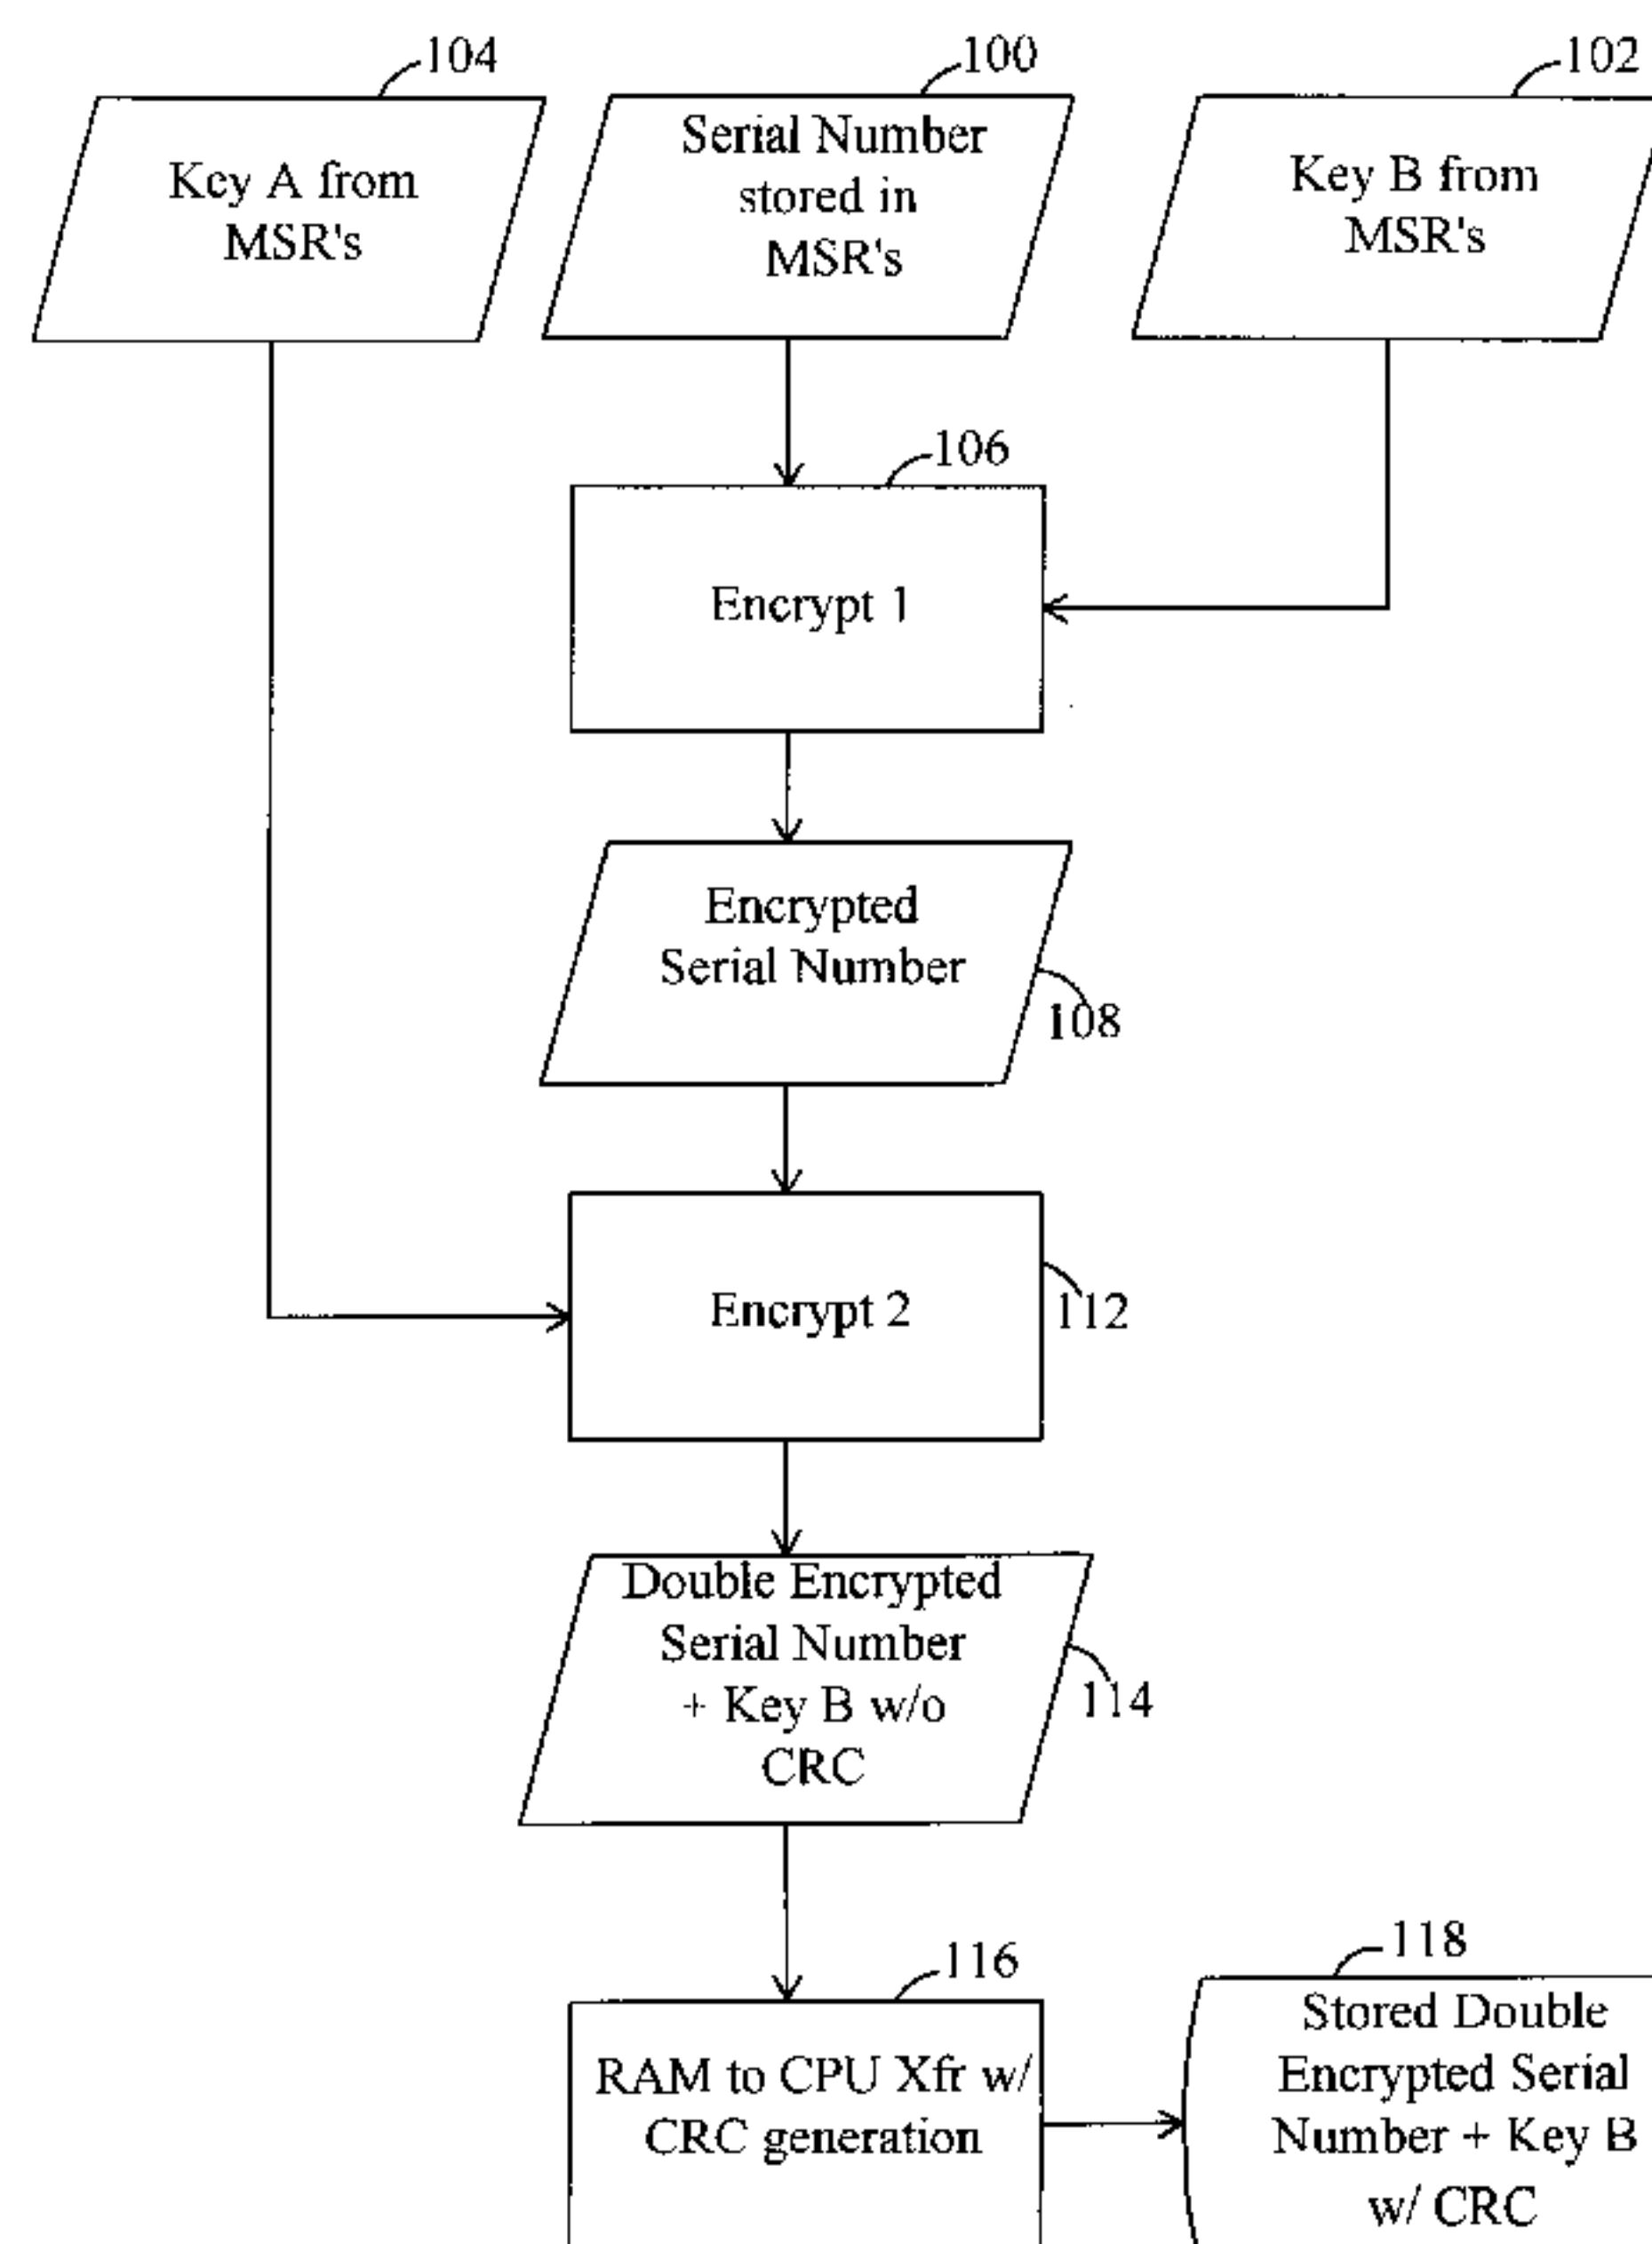 104
100
102
Key A from
MSR's
Serial Number
stored in
MSR's
Key B from
MSR's
106
Encrypt 1
Encrypted
Serial Number
108
Encrypt 2
112
Double Encrypted
Serial Number
+ Key B w/o
CRC
114
116
118
RAM to CPU Xfr w/
CRC generation
Stored Double
Encrypted Serial
Number + Key B
w/ CRC